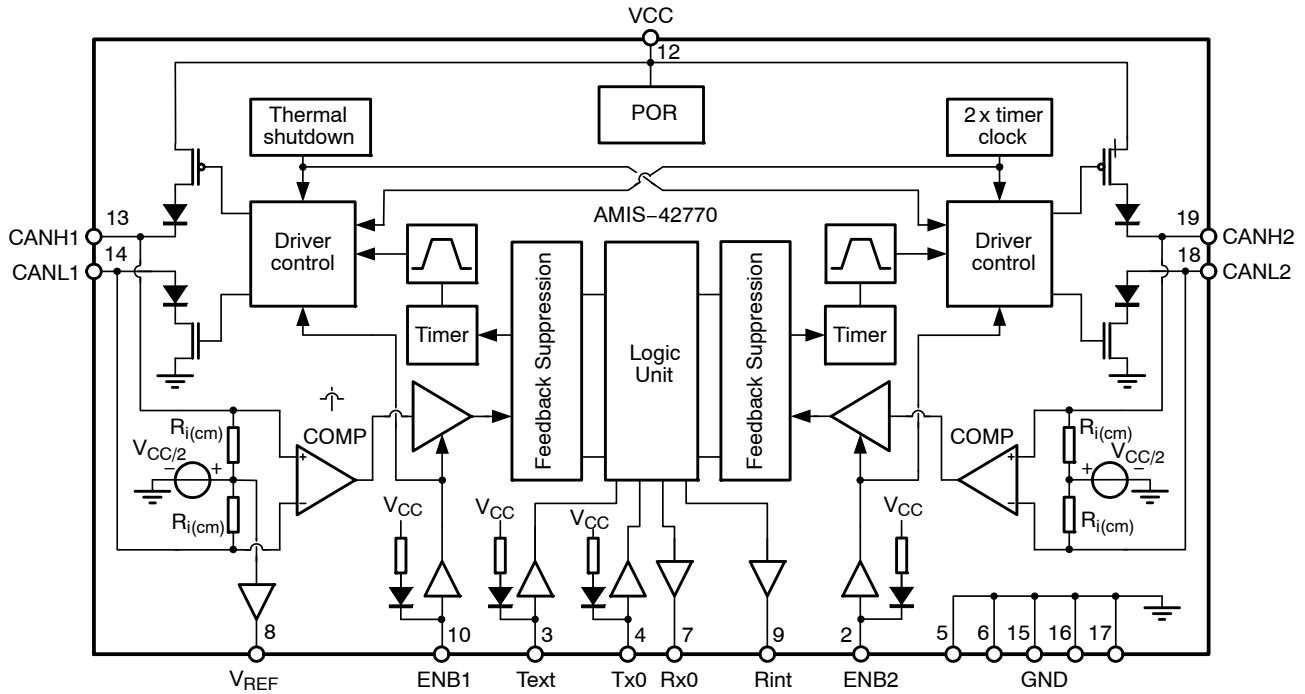 VCC
12
Thermal
shutdown
POR
2 x timer
clock
AMIS−42770
13
CANH1
14
CANL1
19
CANH2
18
CANL2
Driver
control
Driver
control
Timer
Feedback Suppression
Logic
Unit
Feedback Suppression
Timer
COMP
COMP
Ri(cm)
VCC/2
− +
Ri(cm)
+
−
Ri(cm)
VCC/2
+ −
Ri(cm)
+
−
VCC
VCC
VCC
VCC
8
10
3
4
7
9
2
5
6
15
16
17
VREF
ENB1
Text
Tx0
Rx0
Rint
ENB2
GND